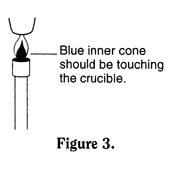 Blue inner cone
should be touching
the crucible.
Figure 3.